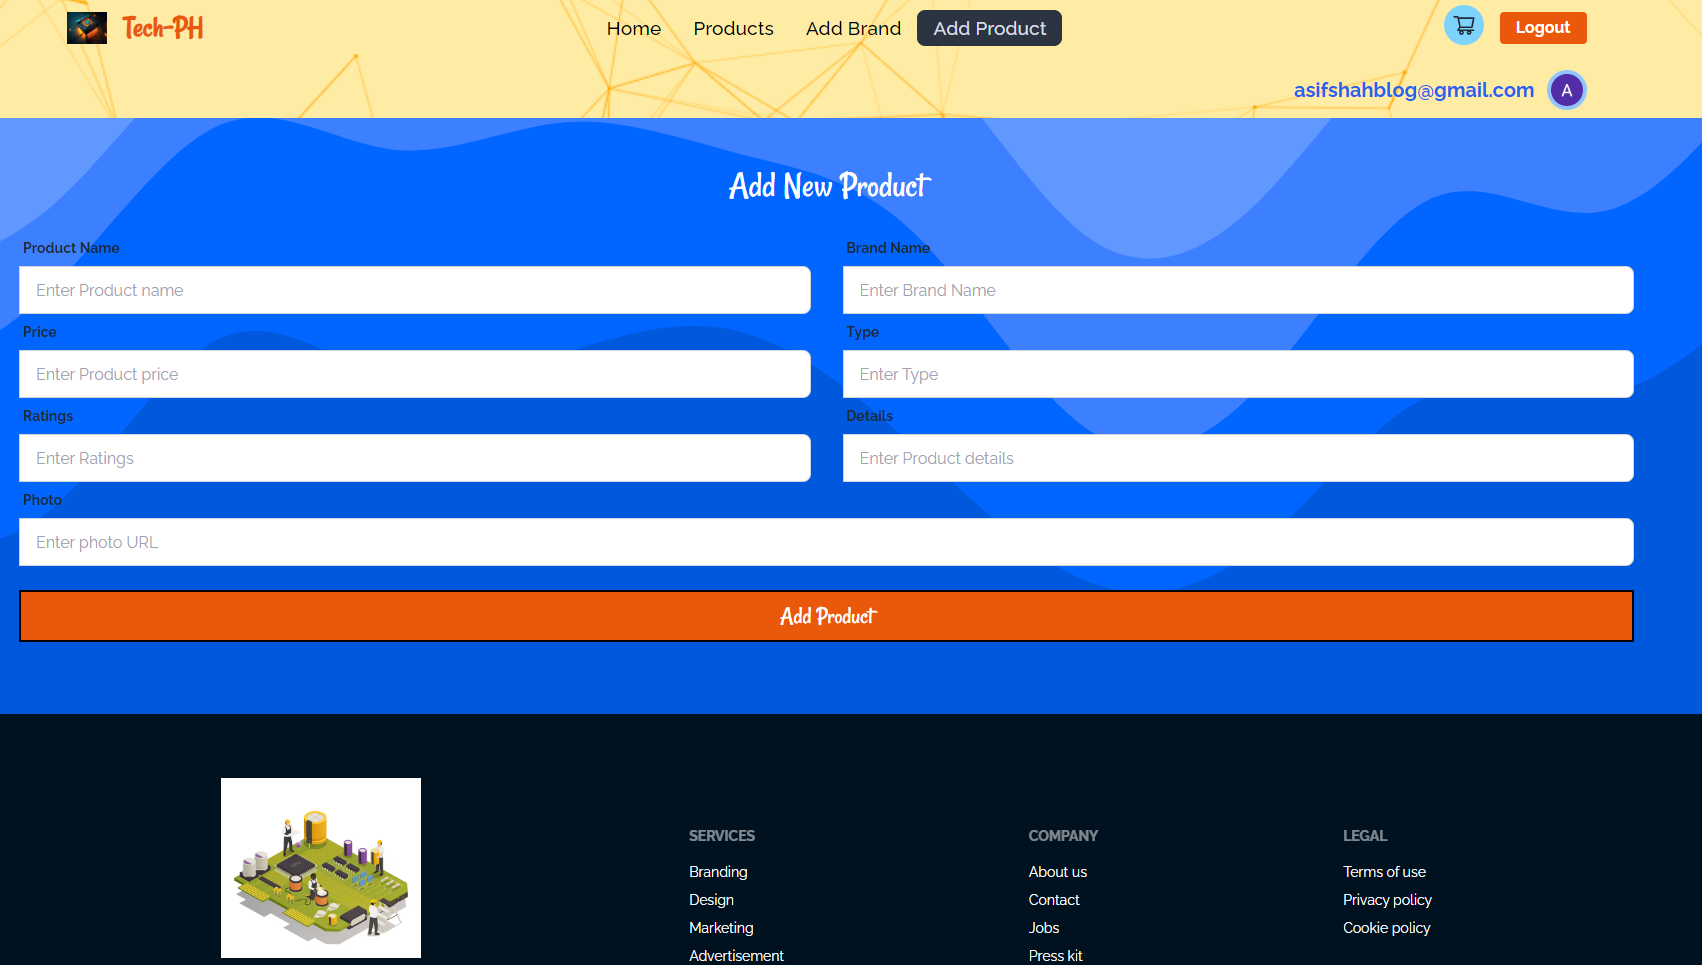 Tech-PH
Home Products Add Brand Add Product
Logout
asifshahblog@gmail.com A
Add New Product
Product Name Brand Name
Enter Product name Enter Brand Name
Price Type
Enter Product price Enter Type
Ratings Details
Enter Ratings Enter Product details
Photo
Enter photo URL
Add Product
SERVICES COMPANY LEGAL
Branding About us Terms of use
Design Contact Privacy policy
Marketing Jobs Cookie policy
Advertisement Press kit